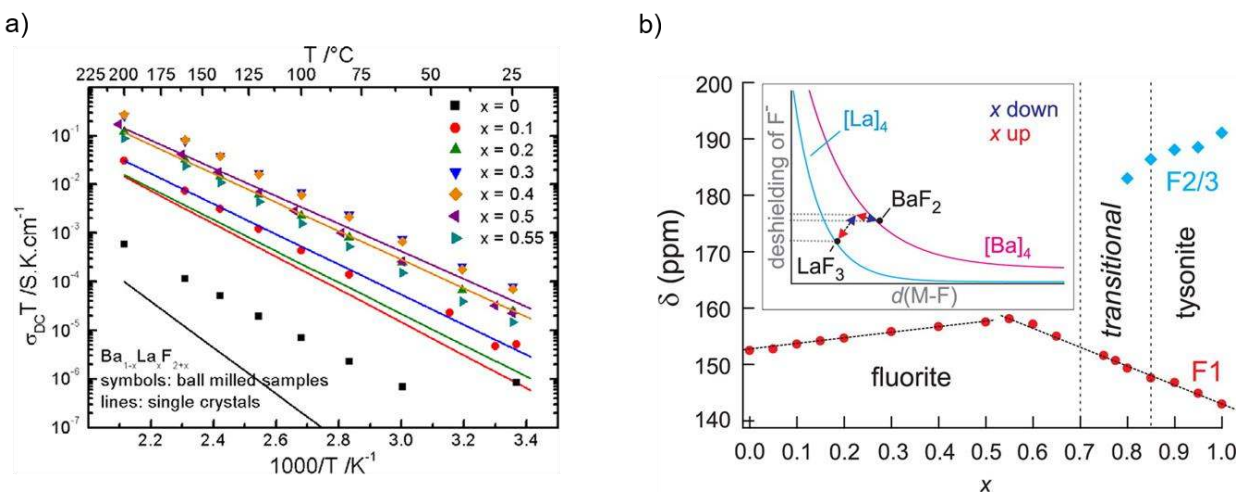 a)
T /°C
225 200 175 150 125 100 75 50 25
σDCT /S.K.cm⁻¹
10⁻¹
10⁻²
10⁻³
10⁻⁴
10⁻⁵
10⁻⁶
10⁻⁷
x = 0
x = 0.1
x = 0.2
x = 0.3
x = 0.4
x = 0.5
x = 0.55
Ba1-xLaxF2+x
symbols: ball milled samples
lines: single crystals
2.2 2.4 2.6 2.8 3.0 3.2 3.4
1000/T /K⁻¹
b)
δ (ppm)
200
190
180
170
160
150
140
deshielding of F⁻
[La]4
x down
x up
BaF2
LaF3
[Ba]4
d(M-F)
transitional
tysonite
F2/3
fluorite
F1
0.0 0.1 0.2 0.3 0.4 0.5 0.6 0.7 0.8 0.9 1.0
x